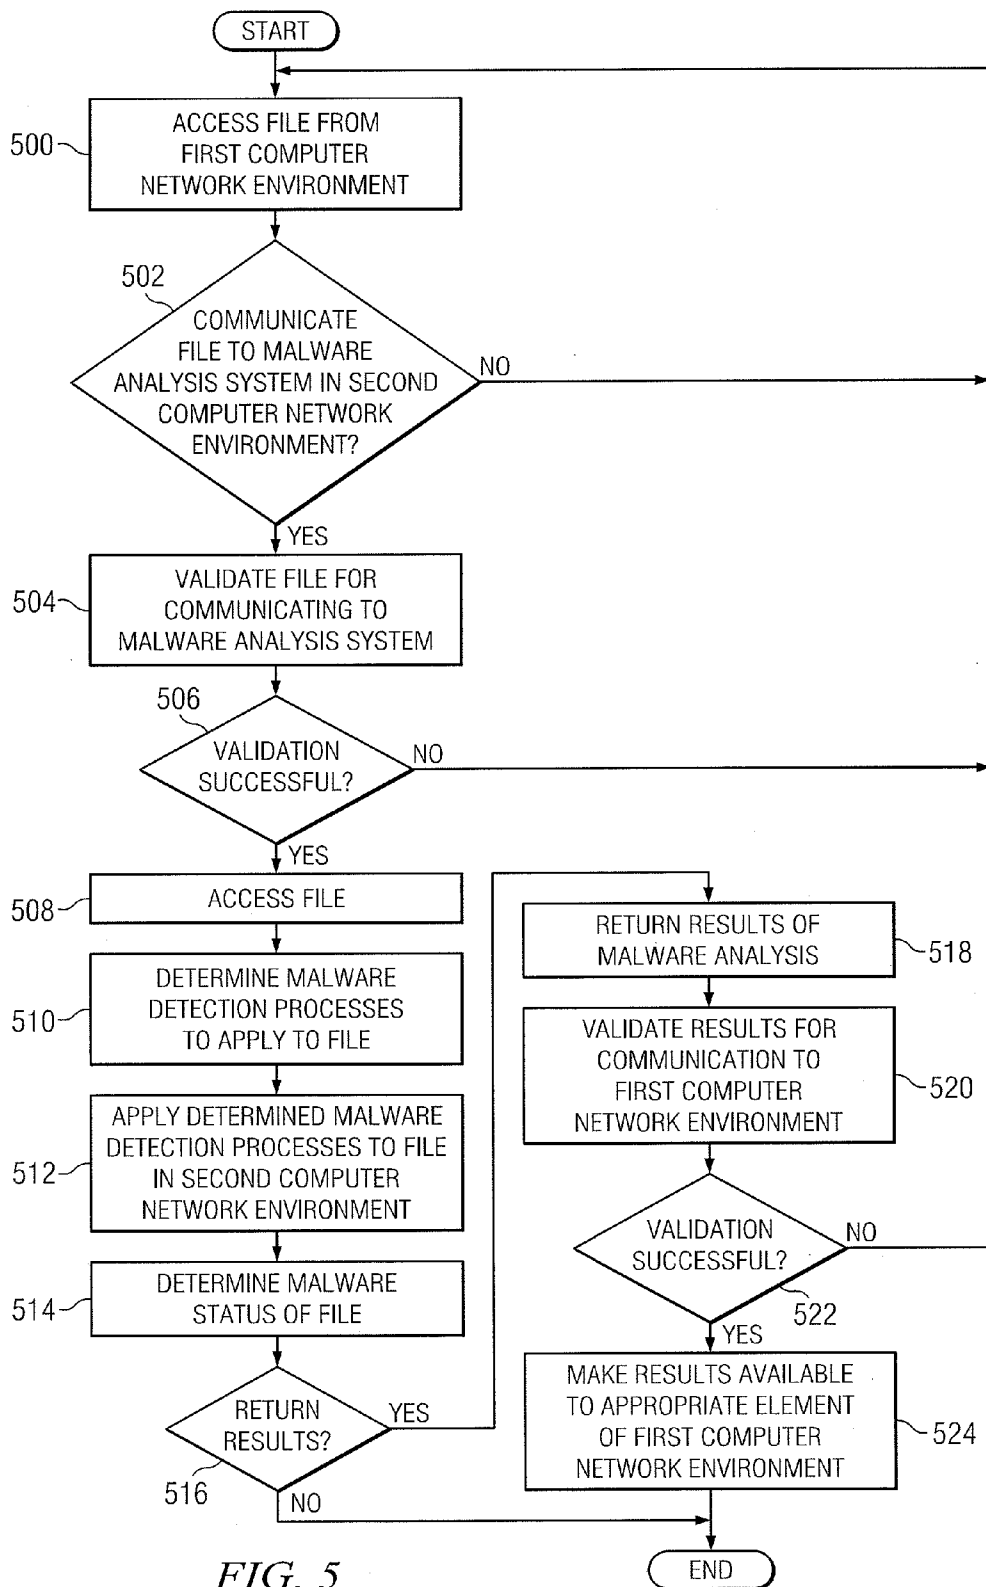 START
500
ACCESS FILE FROM
FIRST COMPUTER
NETWORK ENVIRONMENT
502
COMMUNICATE
FILE TO MALWARE
ANALYSIS SYSTEM IN SECOND
COMPUTER NETWORK
ENVIRONMENT?
NO
YES
504
VALIDATE FILE FOR
COMMUNICATING TO
MALWARE ANALYSIS SYSTEM
506
VALIDATION
SUCCESSFUL?
NO
YES
508
ACCESS FILE
510
DETERMINE MALWARE
DETECTION PROCESSES
TO APPLY TO FILE
512
APPLY DETERMINED MALWARE
DETECTION PROCESSES TO FILE
IN SECOND COMPUTER
NETWORK ENVIRONMENT
514
DETERMINE MALWARE
STATUS OF FILE
RETURN
RESULTS?
YES
516
NO
RETURN RESULTS OF
MALWARE ANALYSIS
518
VALIDATE RESULTS FOR
COMMUNICATION TO
FIRST COMPUTER
NETWORK ENVIRONMENT
520
VALIDATION
SUCCESSFUL?
NO
522
YES
MAKE RESULTS AVAILABLE
TO APPROPRIATE ELEMENT
OF FIRST COMPUTER
NETWORK ENVIRONMENT
524
END
FIG. 5